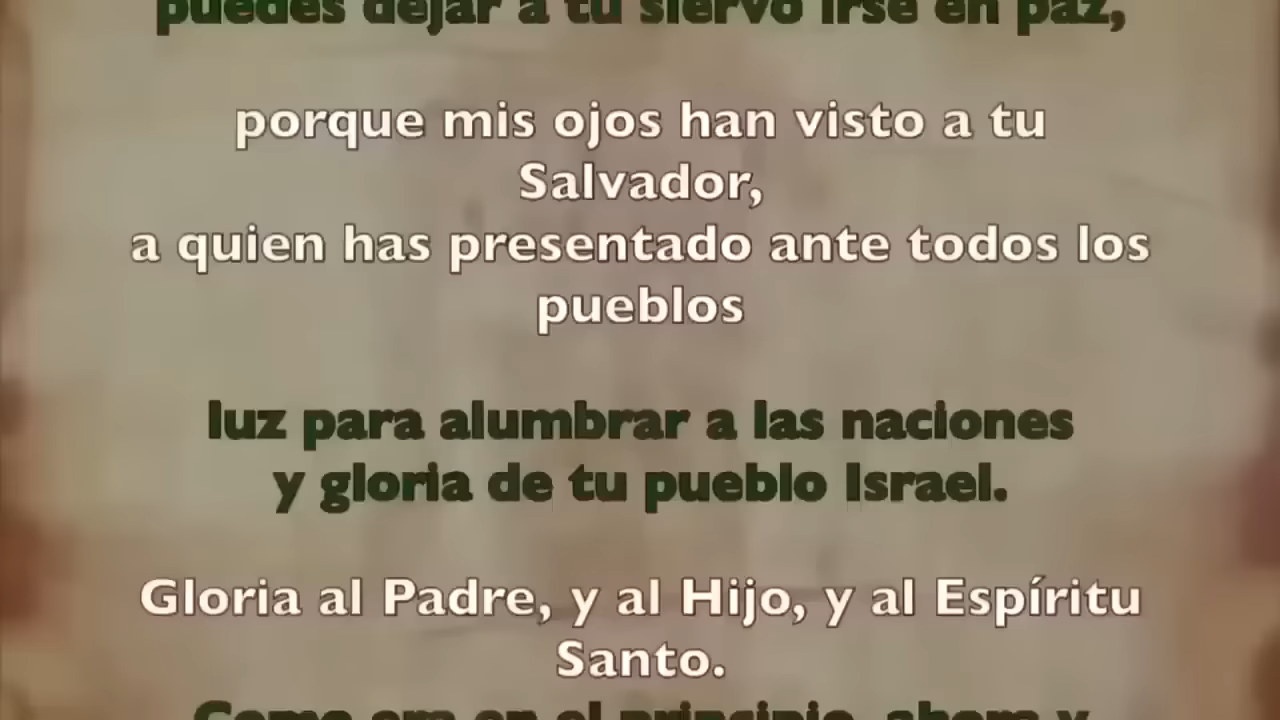 puedes dejar a tu siervo irse en paz,
porque mis ojos han visto a tu
Salvador,
a quien has presentado ante todos los
pueblos
luz para alumbrar a las naciones
y gloria de tu pueblo Israel.
Gloria al Padre, y al Hijo, y al Espíritu
Santo.
Como era en el principio, ahora y